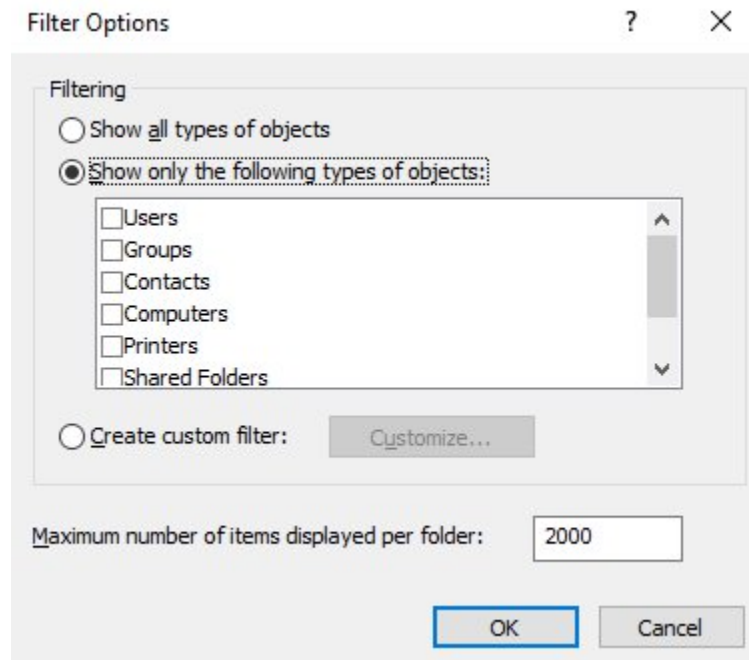 Filter Options
?
Filtering
Show all types of objects
Show only the following types of objects:
Users
Groups
Contacts
Computers
Printers
Shared Folders
Create custom filter: Customize...
Maximum number of items displayed per folder: 2000
OK Cancel